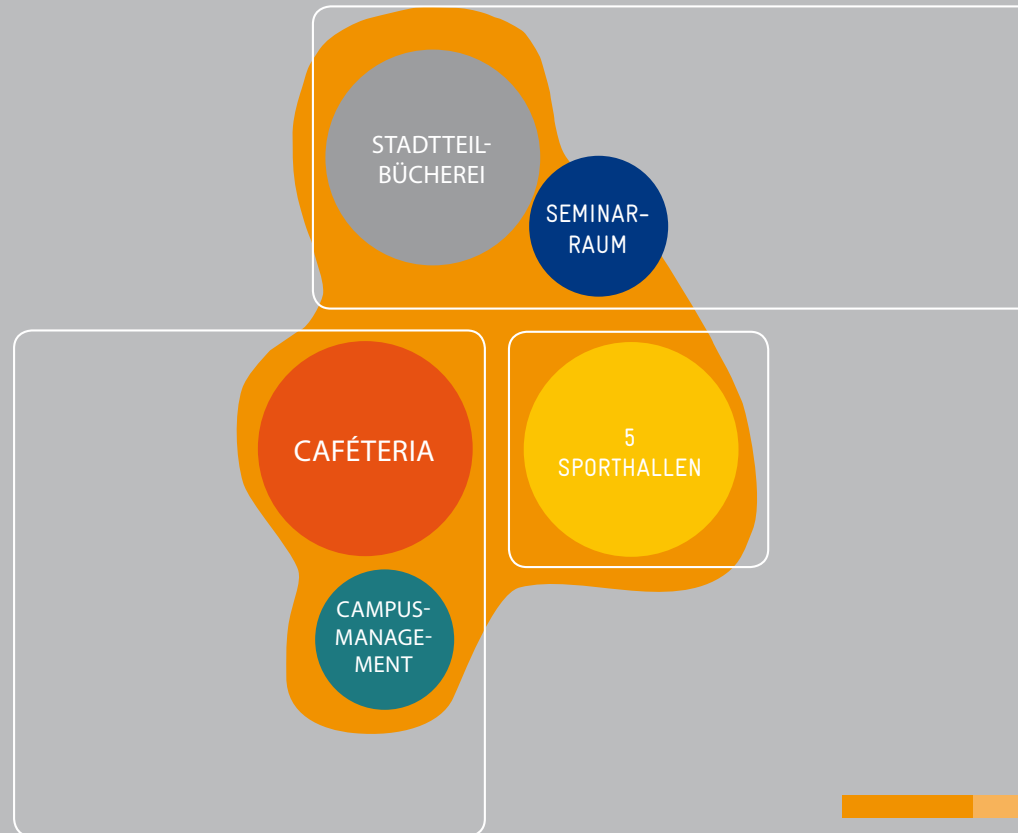 STADTTEIL-
BÜCHEREI
SEMINAR-
RAUM
CAFÉTERIA
5
SPORTHALLEN
CAMPUS-
MANAGE-
MENT